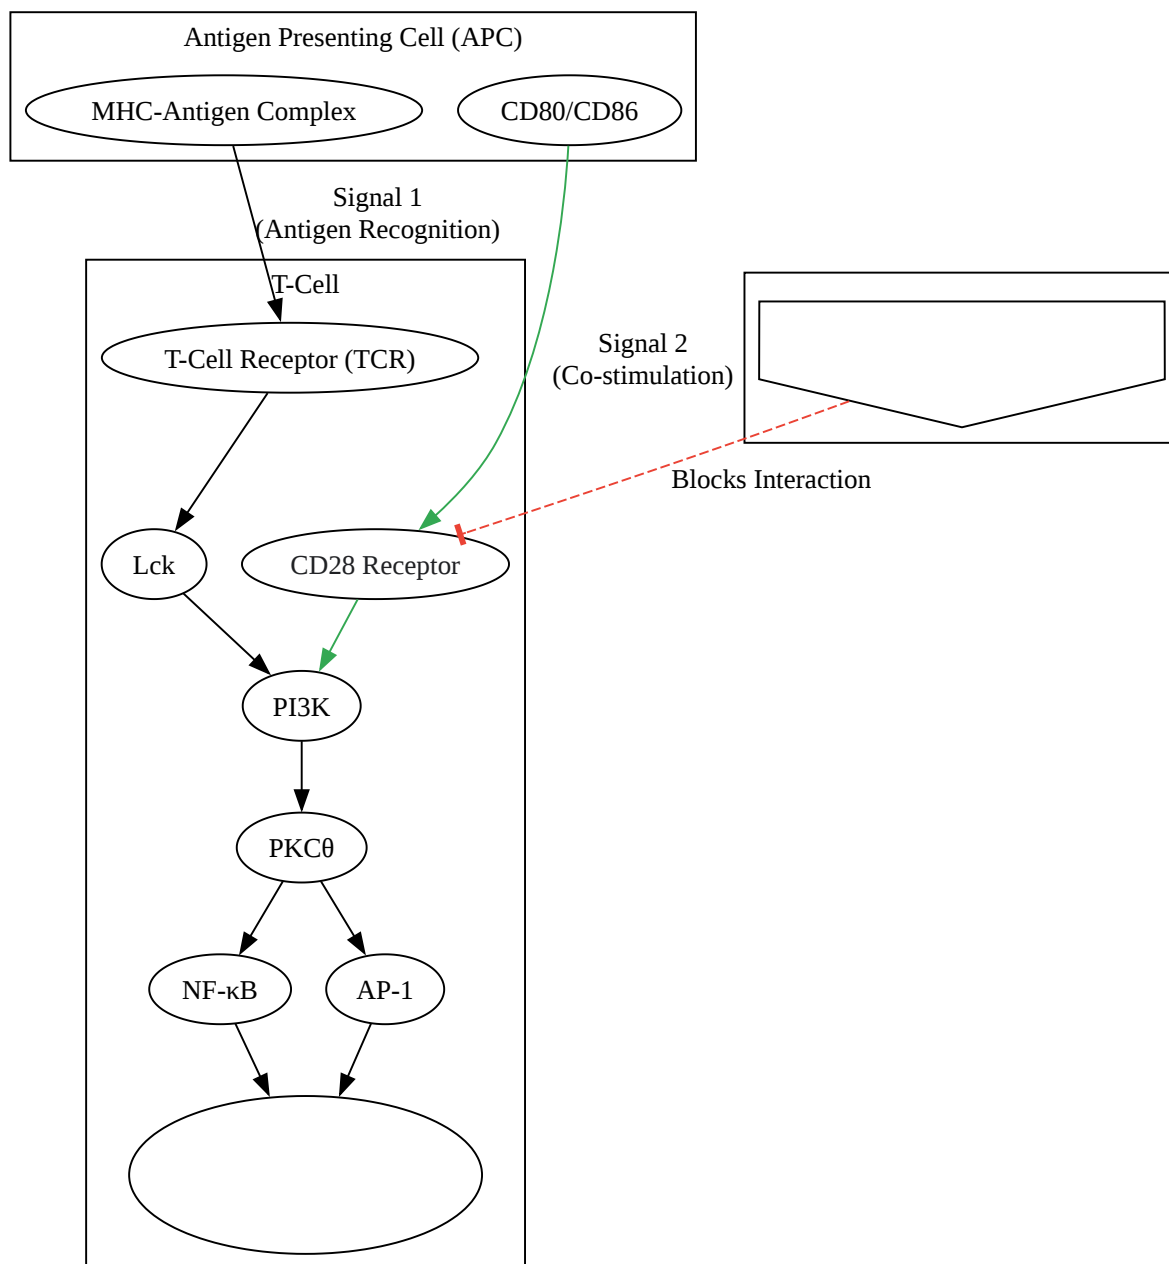 Antigen Presenting Cell (APC)
MHC-Antigen Complex
CD80/CD86
Signal 1
(Antigen Recognition)
T-Cell
T-Cell Receptor (TCR)
Signal 2
(Co-stimulation)
Blocks Interaction
Lck
CD28 Receptor
PI3K
PKCθ
NF-κB
AP-1